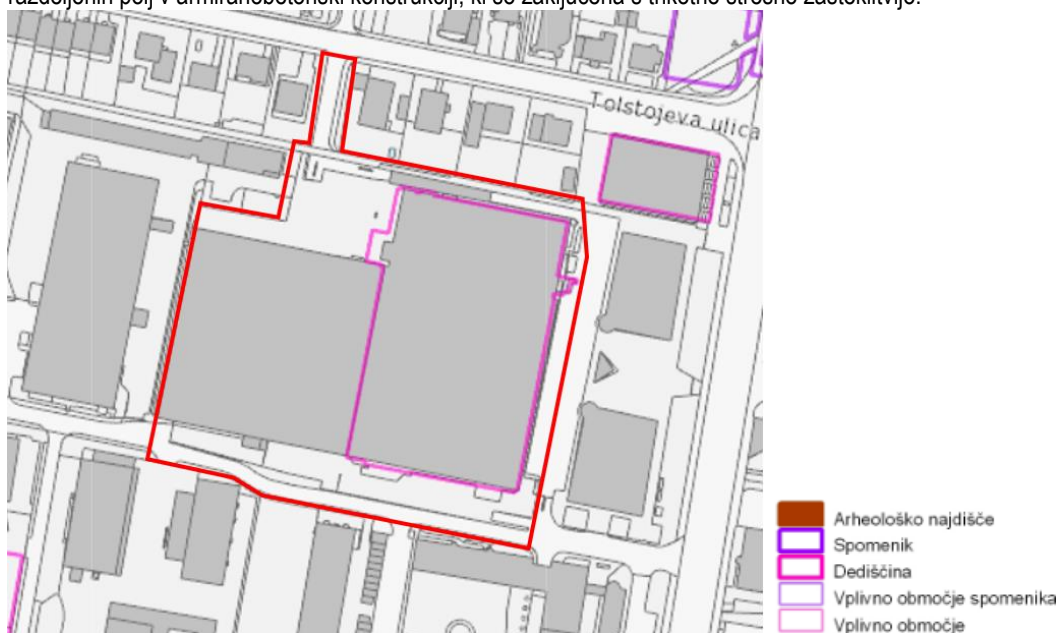 Tolstojeva ulica
Arheološko najdišče
Spomenik
Dediščina
Vplivno območje spomenika
Vplivno območje